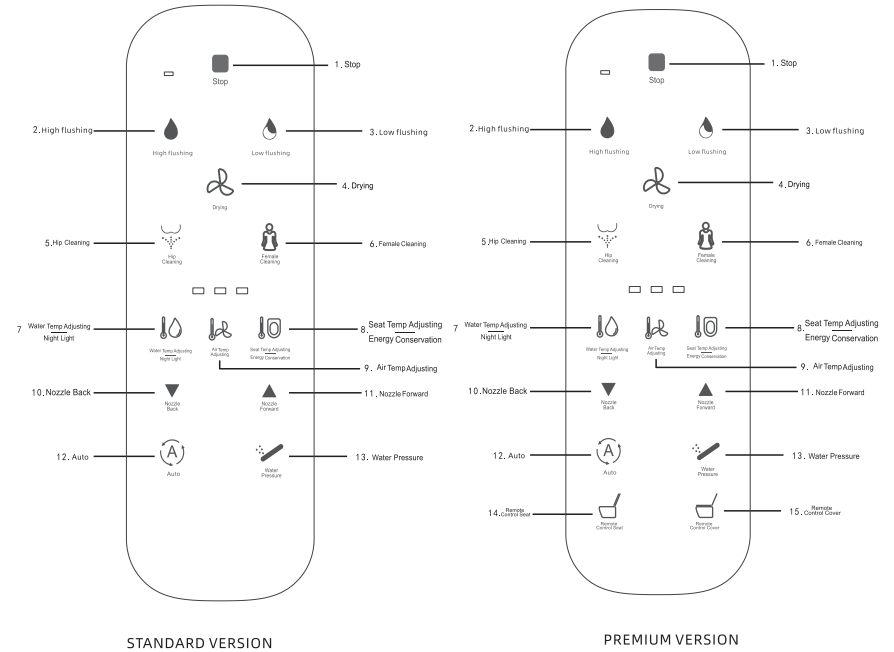 1. Stop
Stop
2. High flushing
3. Low flushing
High flushing
Low flushing
4. Drying
Drying
5. Hip Cleaning
6. Female Cleaning
Hip
Cleaning
Female
Cleaning
7 Water Temp Adjusting
Night Light
8. Seat Temp Adjusting
Energy Conservation
Water Temp Adjusting
Night Light
Air Temp
Adjusting
Seat Temp Adjusting
Energy Conservation
9. Air Temp Adjusting
10. Nozzle Back
11. Nozzle Forward
Nozzle
Back
Nozzle
Forward
12. Auto
A
13. Water Pressure
Auto
Water
Pressure
STANDARD VERSION
1. Stop
Stop
2. High flushing
3. Low flushing
High flushing
Low flushing
4. Drying
Drying
5. Hip Cleaning
6. Female Cleaning
Hip
Cleaning
Female
Cleaning
7 Water Temp Adjusting
Night Light
8. Seat Temp Adjusting
Energy Conservation
Water Temp Adjusting
Night Light
Air Temp
Adjusting
Seat Temp Adjusting
Energy Conservation
9. Air Temp Adjusting
10. Nozzle Back
11. Nozzle Forward
Nozzle
Back
Nozzle
Forward
12. Auto
A
13. Water Pressure
Auto
Water
Pressure
14. Remote
Control Seat
15. Remote
Control Cover
Remote
Control Seat
Remote
Control Cover
PREMIUM VERSION